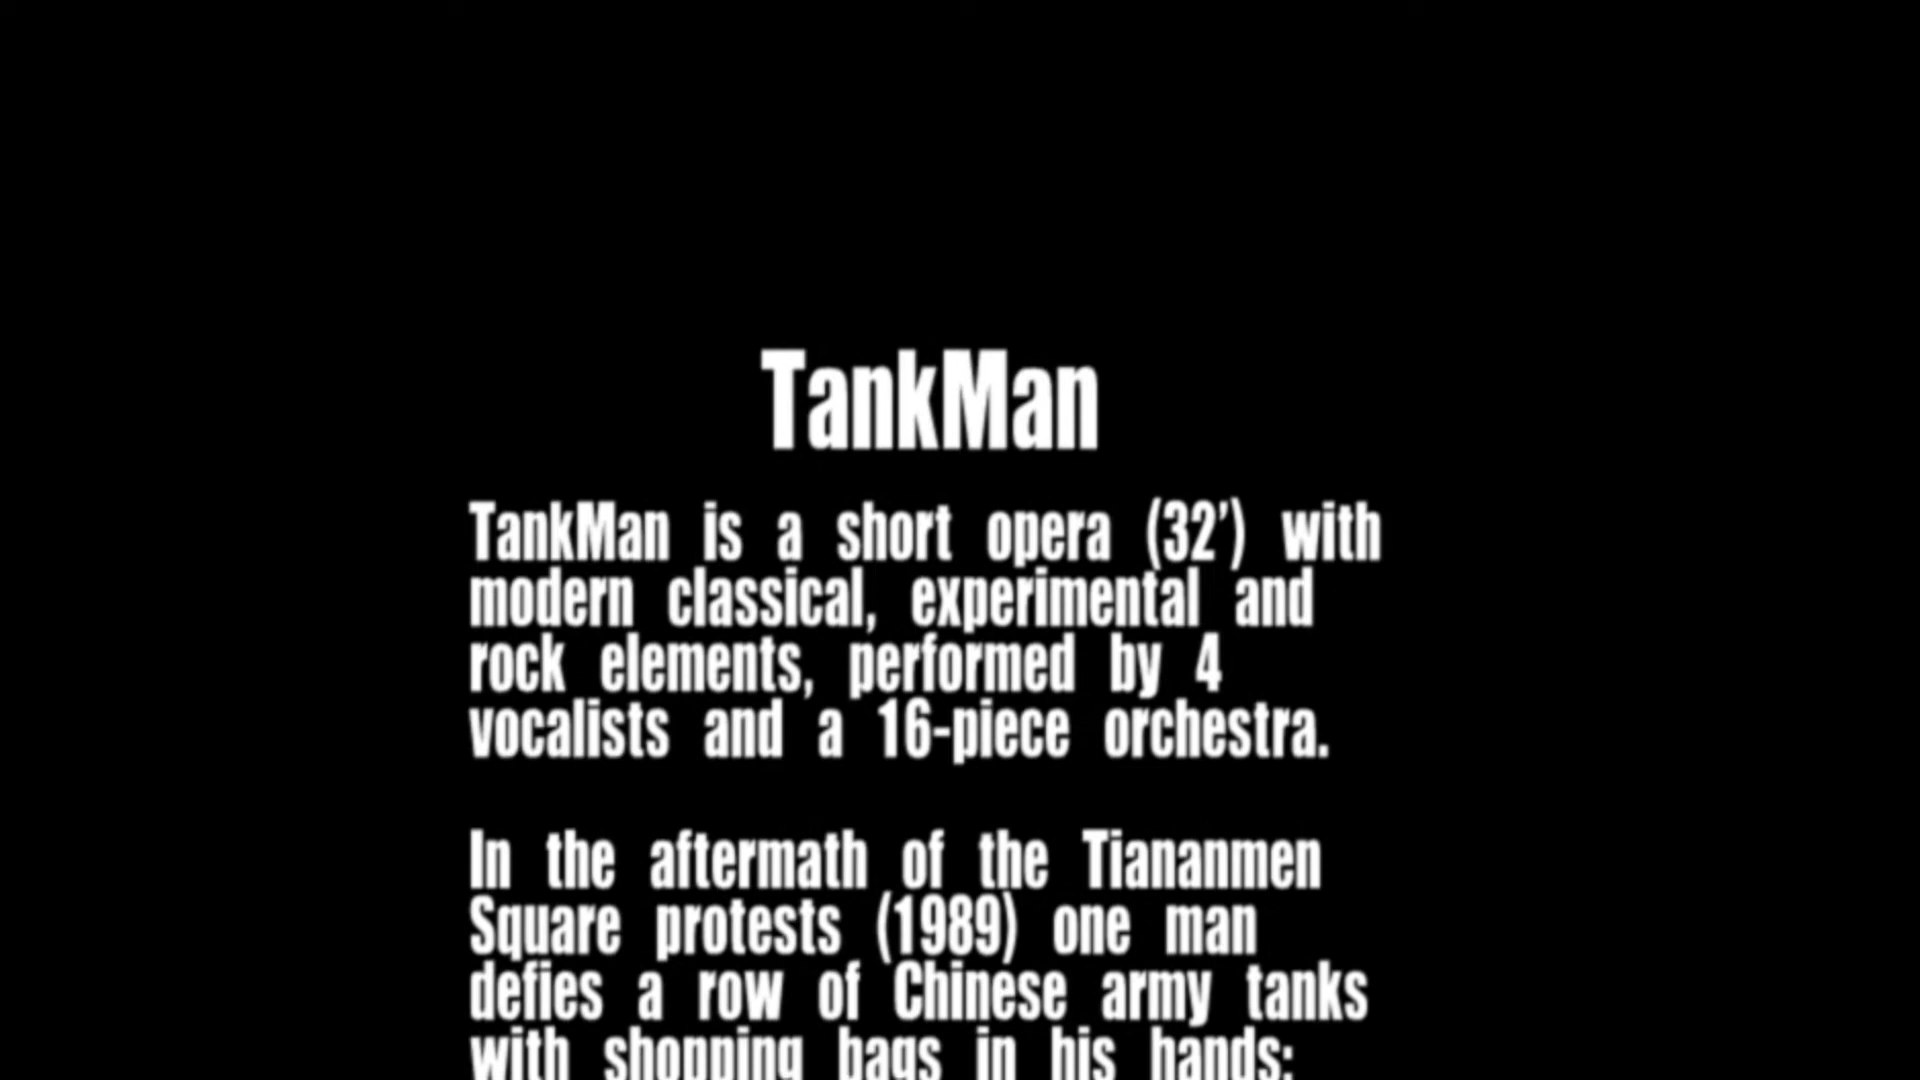 TankMan
TankMan is a short opera (32’) with
modern classical, experimental and
rock elements, performed by 4
vocalists and a 16-piece orchestra.
In the aftermath of the Tiananmen
Square protests (1989) one man
defies a row of Chinese army tanks
with shopping bags in his hands: